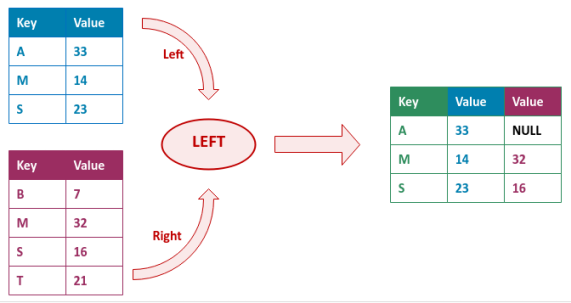 Key Value
A 33
M 14
S 23
Left
LEFT
Key Value Value
A 33 NULL
M 14 32
S 23 16
Key Value
B 7
M 32
S 16
T 21
Right